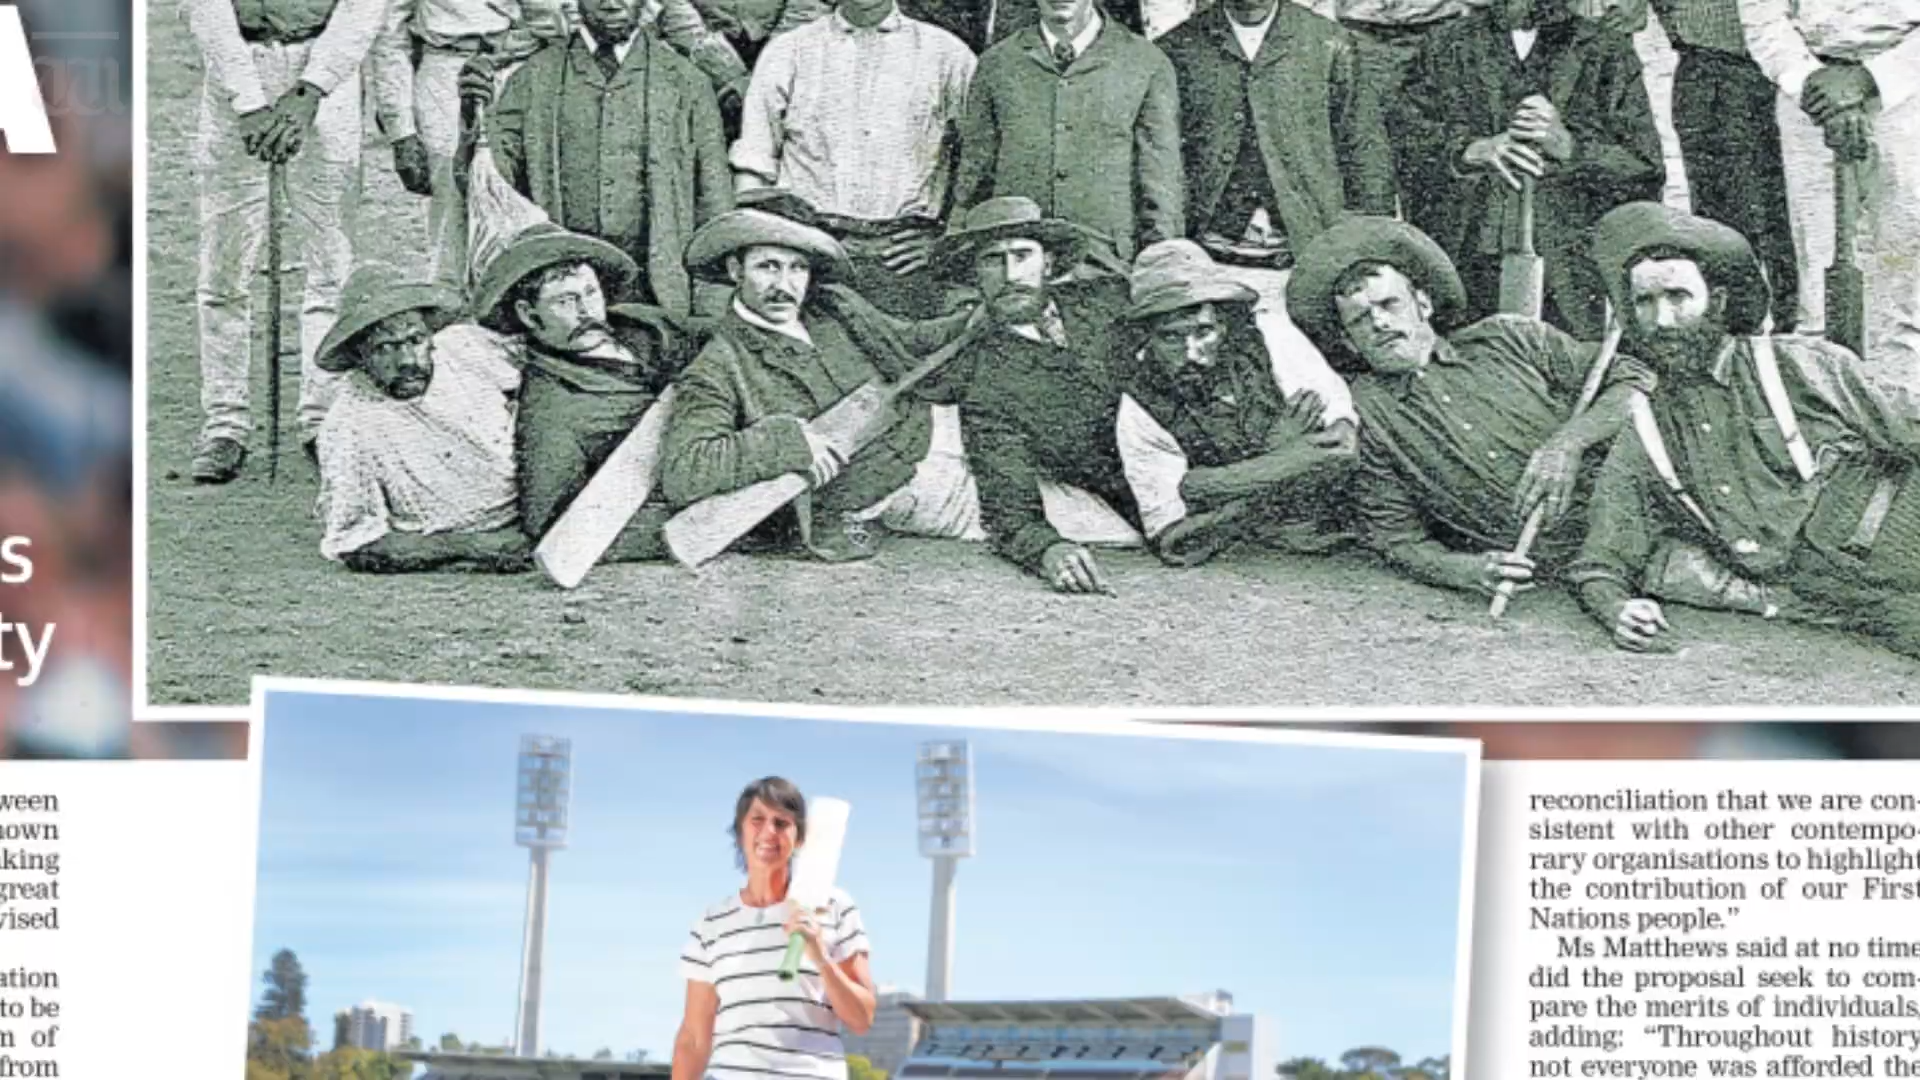 A
s
ty
ween
nown
aking
great
vised
ation
to be
n of
from
reconciliation that we are con-
sistent with other contempo-
rary organisations to highlight
the contribution of our First
Nations people.”
Ms Matthews said at no time
did the proposal seek to com-
pare the merits of individuals,
adding: “Throughout history
not everyone was afforded the